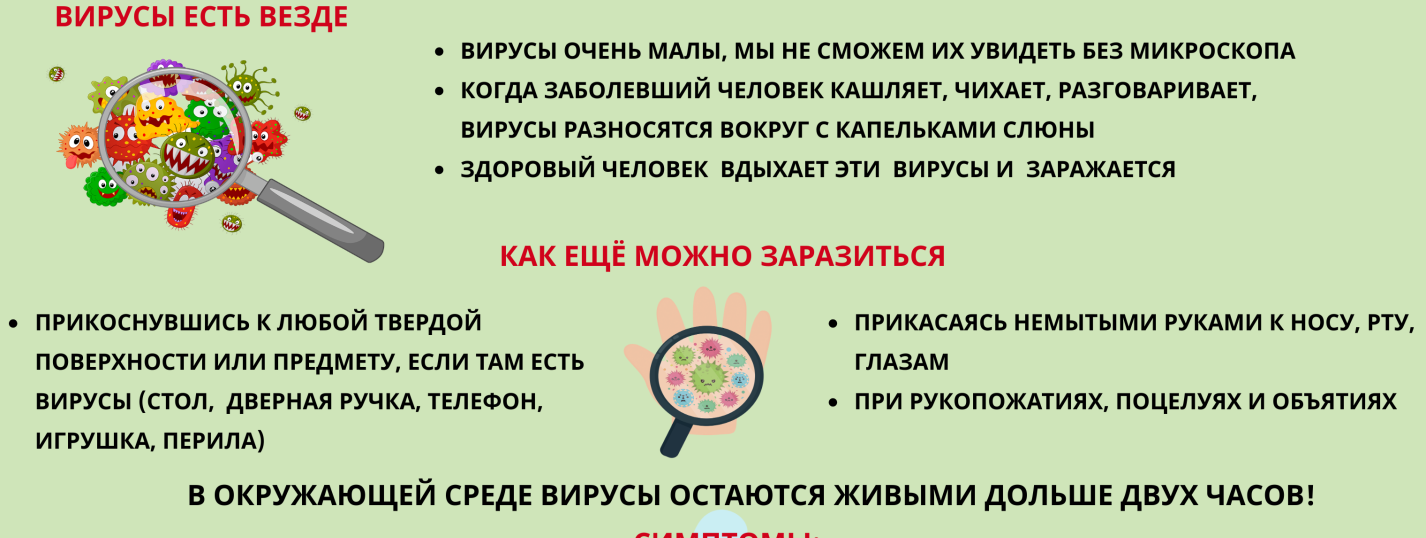 ВИРУСЫ ЕСТЬ ВЕЗДЕ
• ВИРУСЫ ОЧЕНЬ МАЛЫ, МЫ НЕ СМОЖЕМ ИХ УВИДЕТЬ БЕЗ МИКРОСКОПА
• КОГДА ЗАБОЛЕВШИЙ ЧЕЛОВЕК КАШЛЯЕТ, ЧИХАЕТ, РАЗГОВАРИВАЕТ,
ВИРУСЫ РАЗНОСЯТСЯ ВОКРУГ С КАПЕЛЬКАМИ СЛЮНЫ
• ЗДОРОВЫЙ ЧЕЛОВЕК ВДЫХАЕТ ЭТИ ВИРУСЫ И ЗАРАЖАЕТСЯ
КАК ЕЩЁ МОЖНО ЗАРАЗИТЬСЯ
• ПРИКОСНУВШИСЬ К ЛЮБОЙ ТВЕРДОЙ
ПОВЕРХНОСТИ ИЛИ ПРЕДМЕТУ, ЕСЛИ ТАМ ЕСТЬ
ВИРУСЫ (СТОЛ, ДВЕРНАЯ РУЧКА, ТЕЛЕФОН,
ИГРУШКА, ПЕРИЛА)
• ПРИКАСАЯСЬ НЕМЫТЫМИ РУКАМИ К НОСУ, РТУ,
ГЛАЗАМ
• ПРИ РУКОПОЖАТИЯХ, ПОЦЕЛУЯХ И ОБЪЯТИЯХ
В ОКРУЖАЮЩЕЙ СРЕДЕ ВИРУСЫ ОСТАЮТСЯ ЖИВЫМИ ДОЛЬШЕ ДВУХ ЧАСОВ!
СИМПТОМЫ: